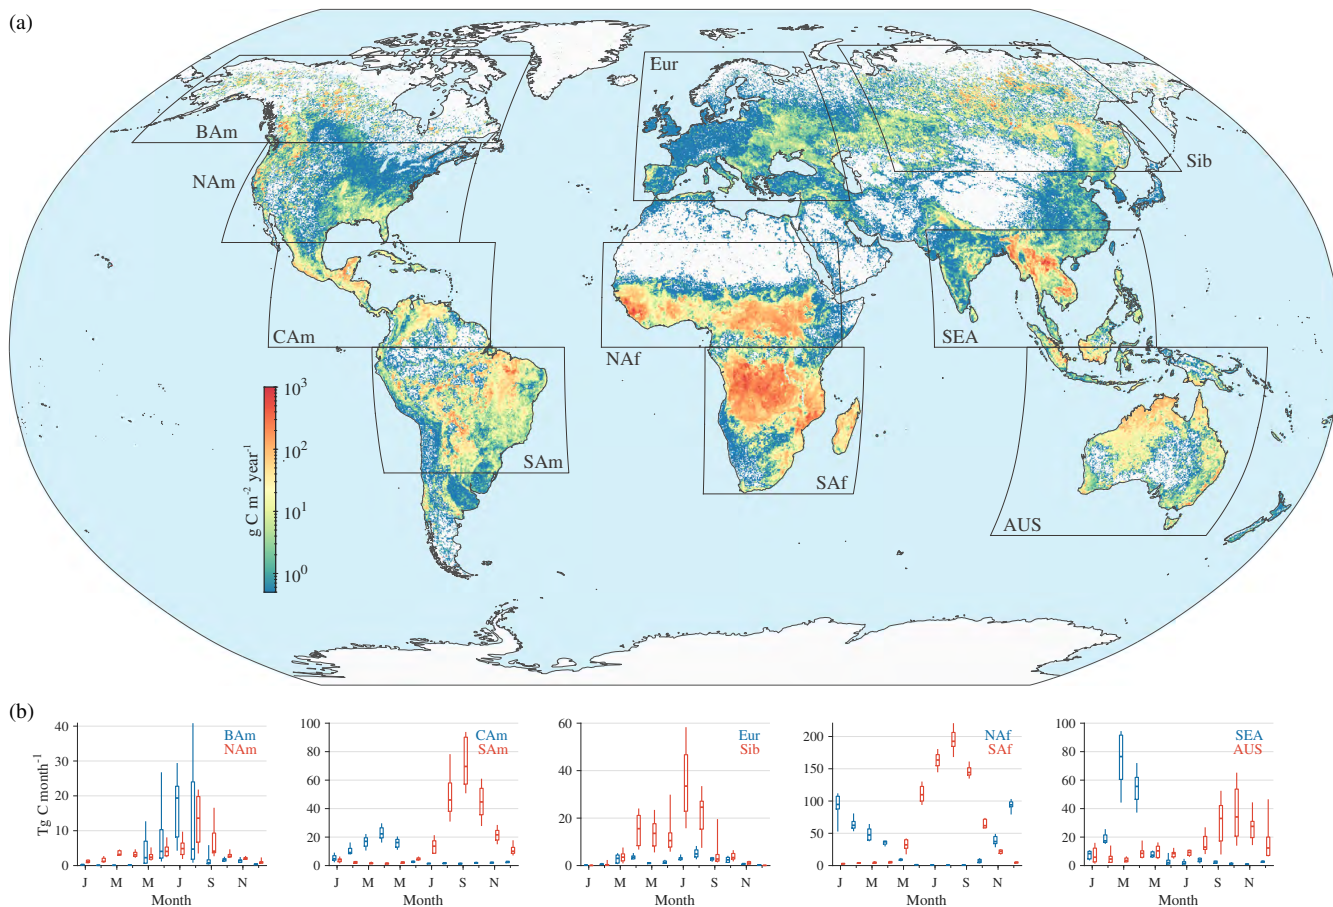 (a)
Eur
BAm
NAm
Sib
CAm
NAf
SEA
SAm
SAf
AUS
10³
10²
10¹
10⁰
g C m⁻² year⁻¹
(b)
Tg C month⁻¹
40
30
20
10
0
BAm
NAm
J M M J S N
Month
100
80
60
40
20
0
CAm
SAm
J M M J S N
Month
60
40
20
0
Eur
Sib
J M M J S N
Month
200
150
100
50
0
NAf
SAf
J M M J S N
Month
100
80
60
40
20
0
SEA
AUS
J M M J S N
Month